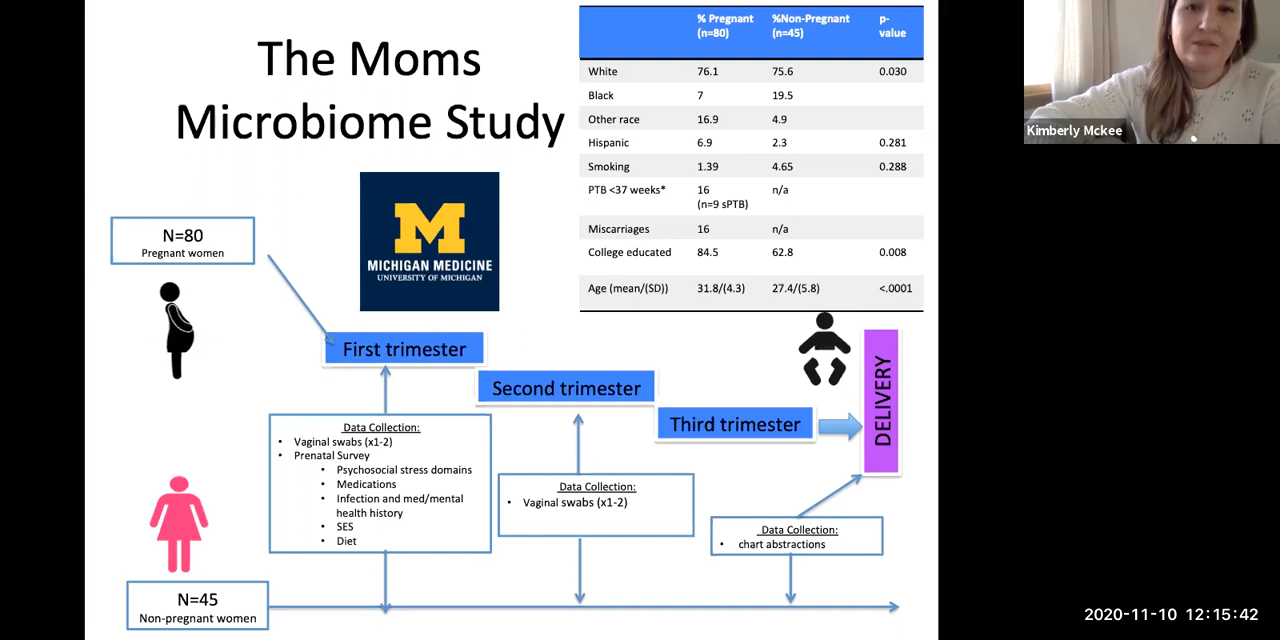 The Moms
Microbiome Study
% Pregnant (n=80) %Non-Pregnant (n=45) p-value
White 76.1 75.6 0.030
Black 7 19.5
Other race 16.9 4.9
Hispanic 6.9 2.3 0.281
Smoking 1.39 4.65 0.288
PTB <37 weeks* 16 n/a
(n=9 sPTB)
Miscarriages 16 n/a
College educated 84.5 62.8 0.008
Age (mean/(SD)) 31.8/(4.3) 27.4/(5.8) <.0001
Kimberly Mckee
M
MICHIGAN MEDICINE
UNIVERSITY OF MICHIGAN
N=80
Pregnant women
First trimester
Second trimester
Third trimester
DELIVERY
Data Collection:
• Vaginal swabs (x1-2)
• Prenatal Survey
• Psychosocial stress domains
• Medications
• Infection and med/mental
health history
• SES
• Diet
Data Collection:
• Vaginal swabs (x1-2)
Data Collection:
• chart abstractions
N=45
Non-pregnant women
2020-11-10 12:15:42